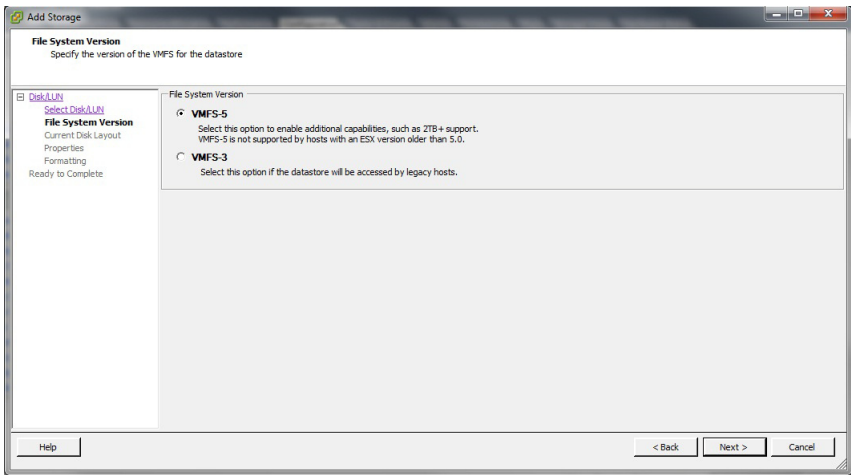 Add Storage
File System Version
Specify the version of the VMFS for the datastore
Disk/LUN
Select Disk/LUN
File System Version
Current Disk Layout
Properties
Formatting
Ready to Complete
File System Version
VMFS-5
Select this option to enable additional capabilities, such as 2TB+ support.
VMFS-5 is not supported by hosts with an ESX version older than 5.0.
VMFS-3
Select this option if the datastore will be accessed by legacy hosts.
Help
< Back
Next >
Cancel